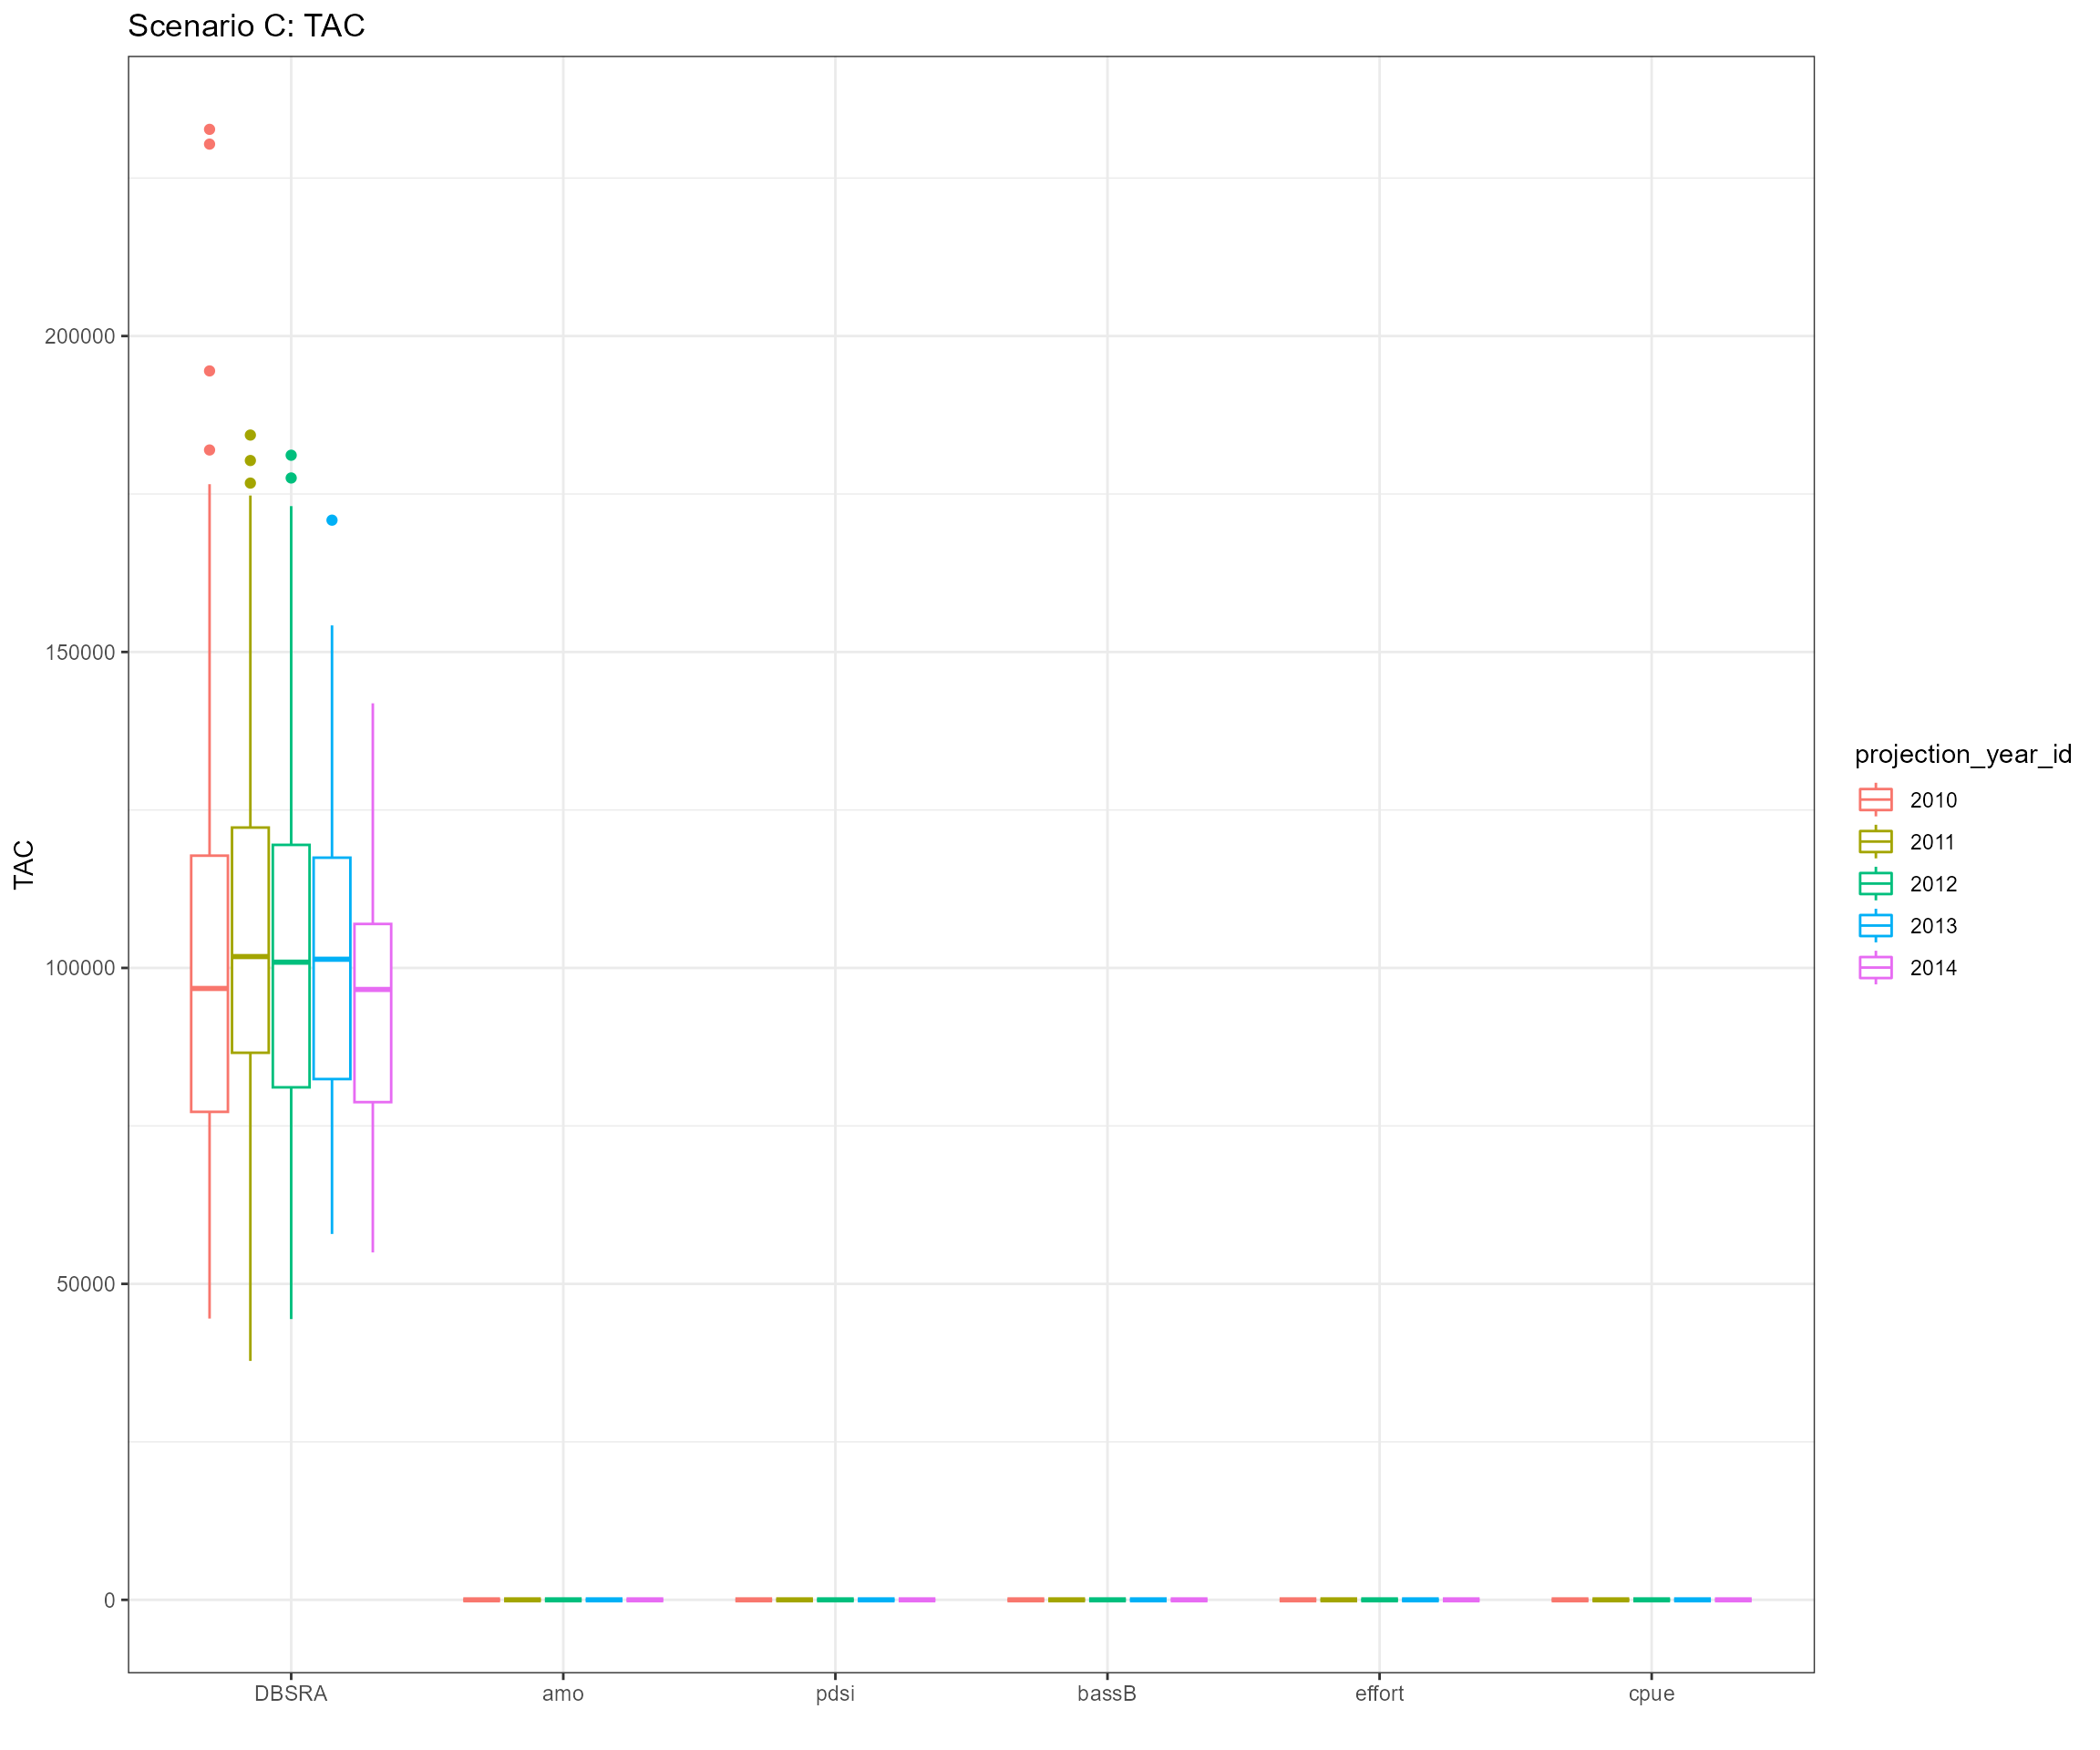 Scenario C: TAC
TAC
200000
150000
100000
50000
0
DBSRA
amo
pdsi
bassB
effort
cpue
projection_year_id
2010
2011
2012
2013
2014